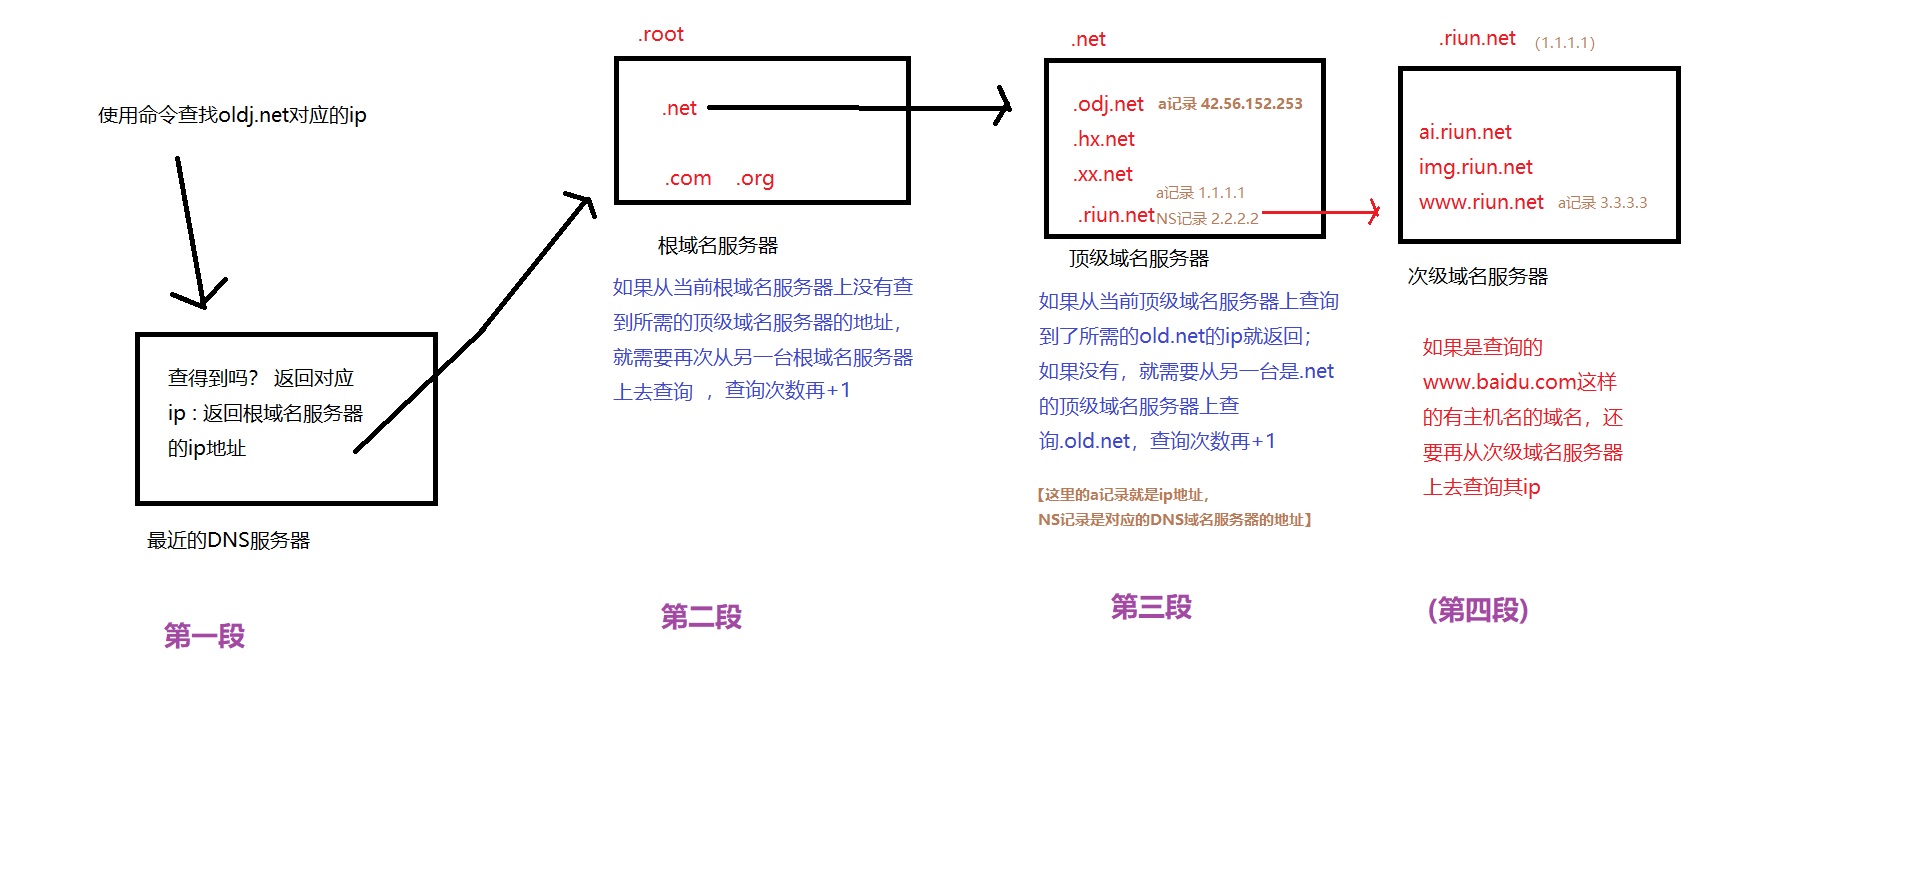 使用命令查找oldj.net对应的ip
查得到吗？ 返回对应
ip : 返回根域名服务器
的ip地址
最近的DNS服务器
第一段
.root
.net
.com .org
根域名服务器
如果从当前根域名服务器上没有查
到所需的顶级域名服务器的地址，
就需要再次从另一台根域名服务器
上去查询 ，查询次数再+1
第二段
.net
.odj.net a记录 42.56.152.253
.hx.net
.xx.net
a记录 1.1.1.1
.riun.net NS记录 2.2.2.2
顶级域名服务器
如果从当前顶级域名服务器上查询
到了所需的old.net的ip就返回；
如果没有，就需要从另一台是.net
的顶级域名服务器上查
询.old.net，查询次数再+1
【这里的a记录就是ip地址，
NS记录是对应的DNS域名服务器的地址】
第三段
.riun.net (1.1.1.1)
ai.riun.net
img.riun.net
www.riun.net a记录 3.3.3.3
次级域名服务器
如果是查询的
www.baidu.com这样
的有主机名的域名，还
要再从次级域名服务器
上去查询其ip
(第四段)